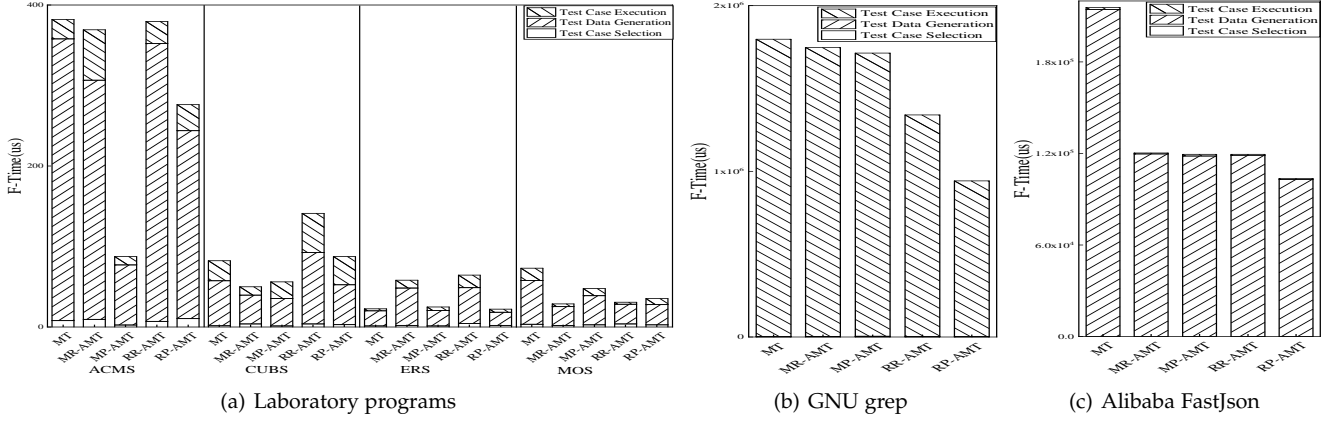 Test Case Execution
Test Data Generation
Test Case Selection
400
200
0
F-Time(us)
MT
MR-AMT
MP-AMT
RR-AMT
RP-AMT
MT
MR-AMT
MP-AMT
RR-AMT
RP-AMT
MT
MR-AMT
MP-AMT
RR-AMT
RP-AMT
MT
MR-AMT
MP-AMT
RR-AMT
RP-AMT
ACMS
CUBS
ERS
MOS
(a) Laboratory programs
Test Case Execution
Test Data Generation
Test Case Selection
2x10⁶
1x10⁶
0
F-Time(us)
MT
MR-AMT
MP-AMT
RR-AMT
RP-AMT
(b) GNU grep
Test Case Execution
Test Data Generation
Test Case Selection
1.8x10⁵
1.2x10⁵
6.0x10⁴
0.0
F-Time(us)
MT
MR-AMT
MP-AMT
RR-AMT
RP-AMT
(c) Alibaba FastJson